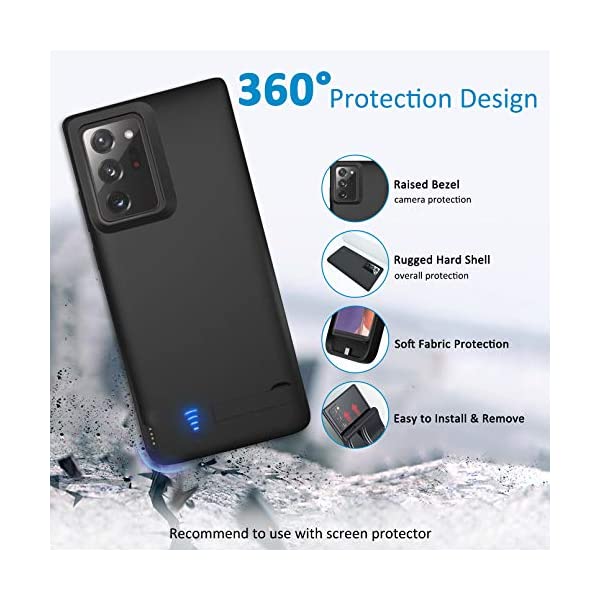 360° Protection Design
Raised Bezel
camera protection
Rugged Hard Shell
overall protection
Soft Fabric Protection
Easy to Install & Remove
Recommend to use with screen protector